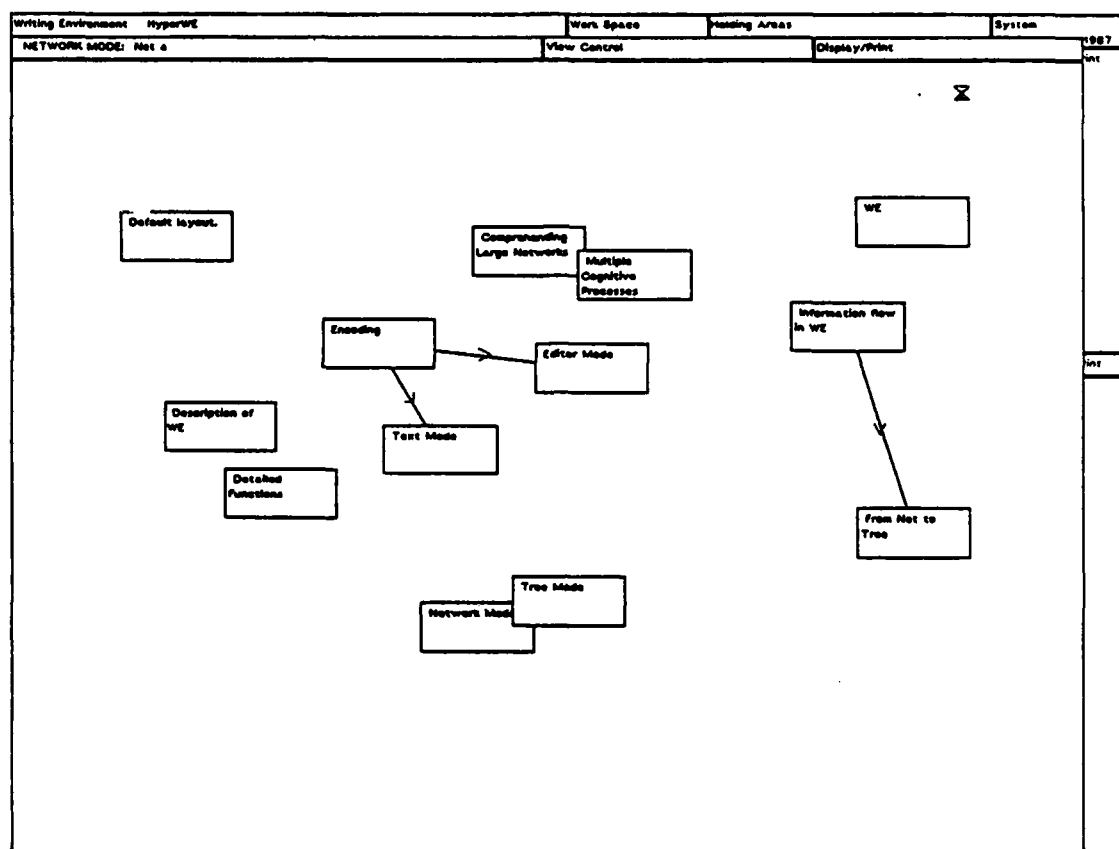 Writing Environment HyperWE
Work Space
Holding Areas
System
1987
NETWORK MODE: Net a
View Control
Display/Print
int
WE
Default layout.
Comprehending
Large Networks
Multiple
Cognitive
Processes
Information flow
in WE
Encoding
Editor Mode
int
Description of
WE
Text Mode
Detailed
Functions
From Net to
Tree
Tree Mode
Network Mode